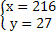 x = 216
y = 27